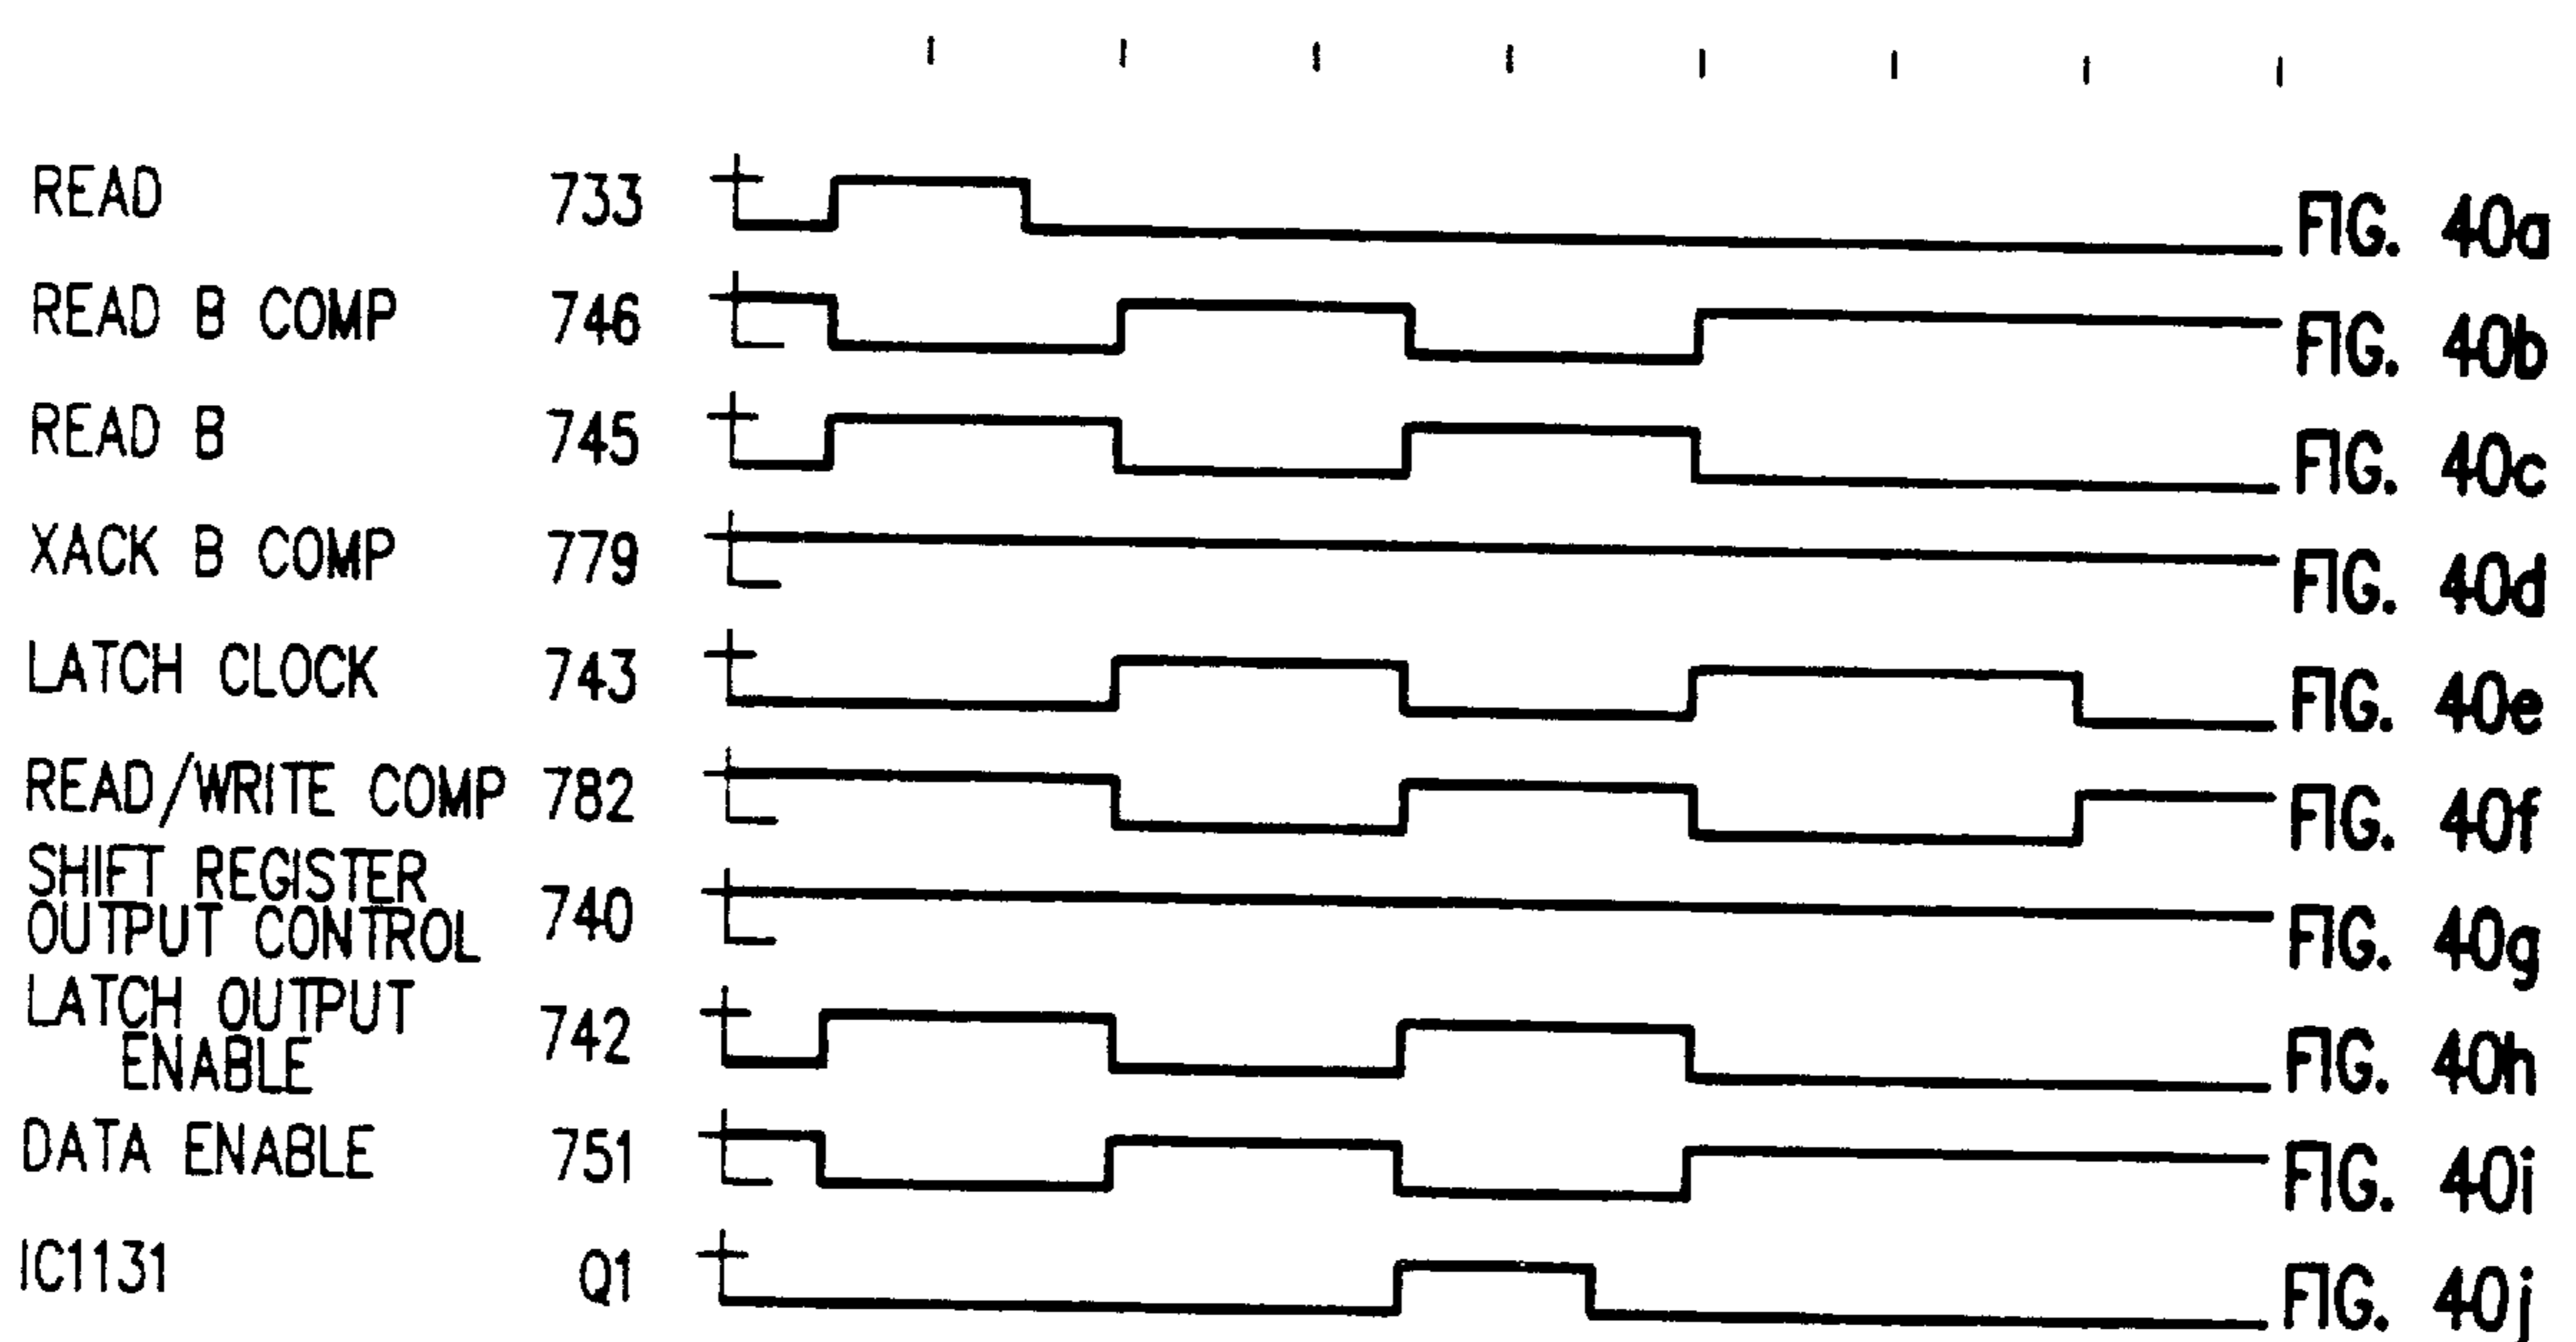 READ 733 FIG. 40a
READ B COMP 746 FIG. 40b
READ B 745 FIG. 40c
XACK B COMP 779 FIG. 40d
LATCH CLOCK 743 FIG. 40e
READ/WRITE COMP 782 FIG. 40f
SHIFT REGISTER
OUTPUT CONTROL 740 FIG. 40g
LATCH OUTPUT
ENABLE 742 FIG. 40h
DATA ENABLE 751 FIG. 40i
IC1131 Q1 FIG. 40j